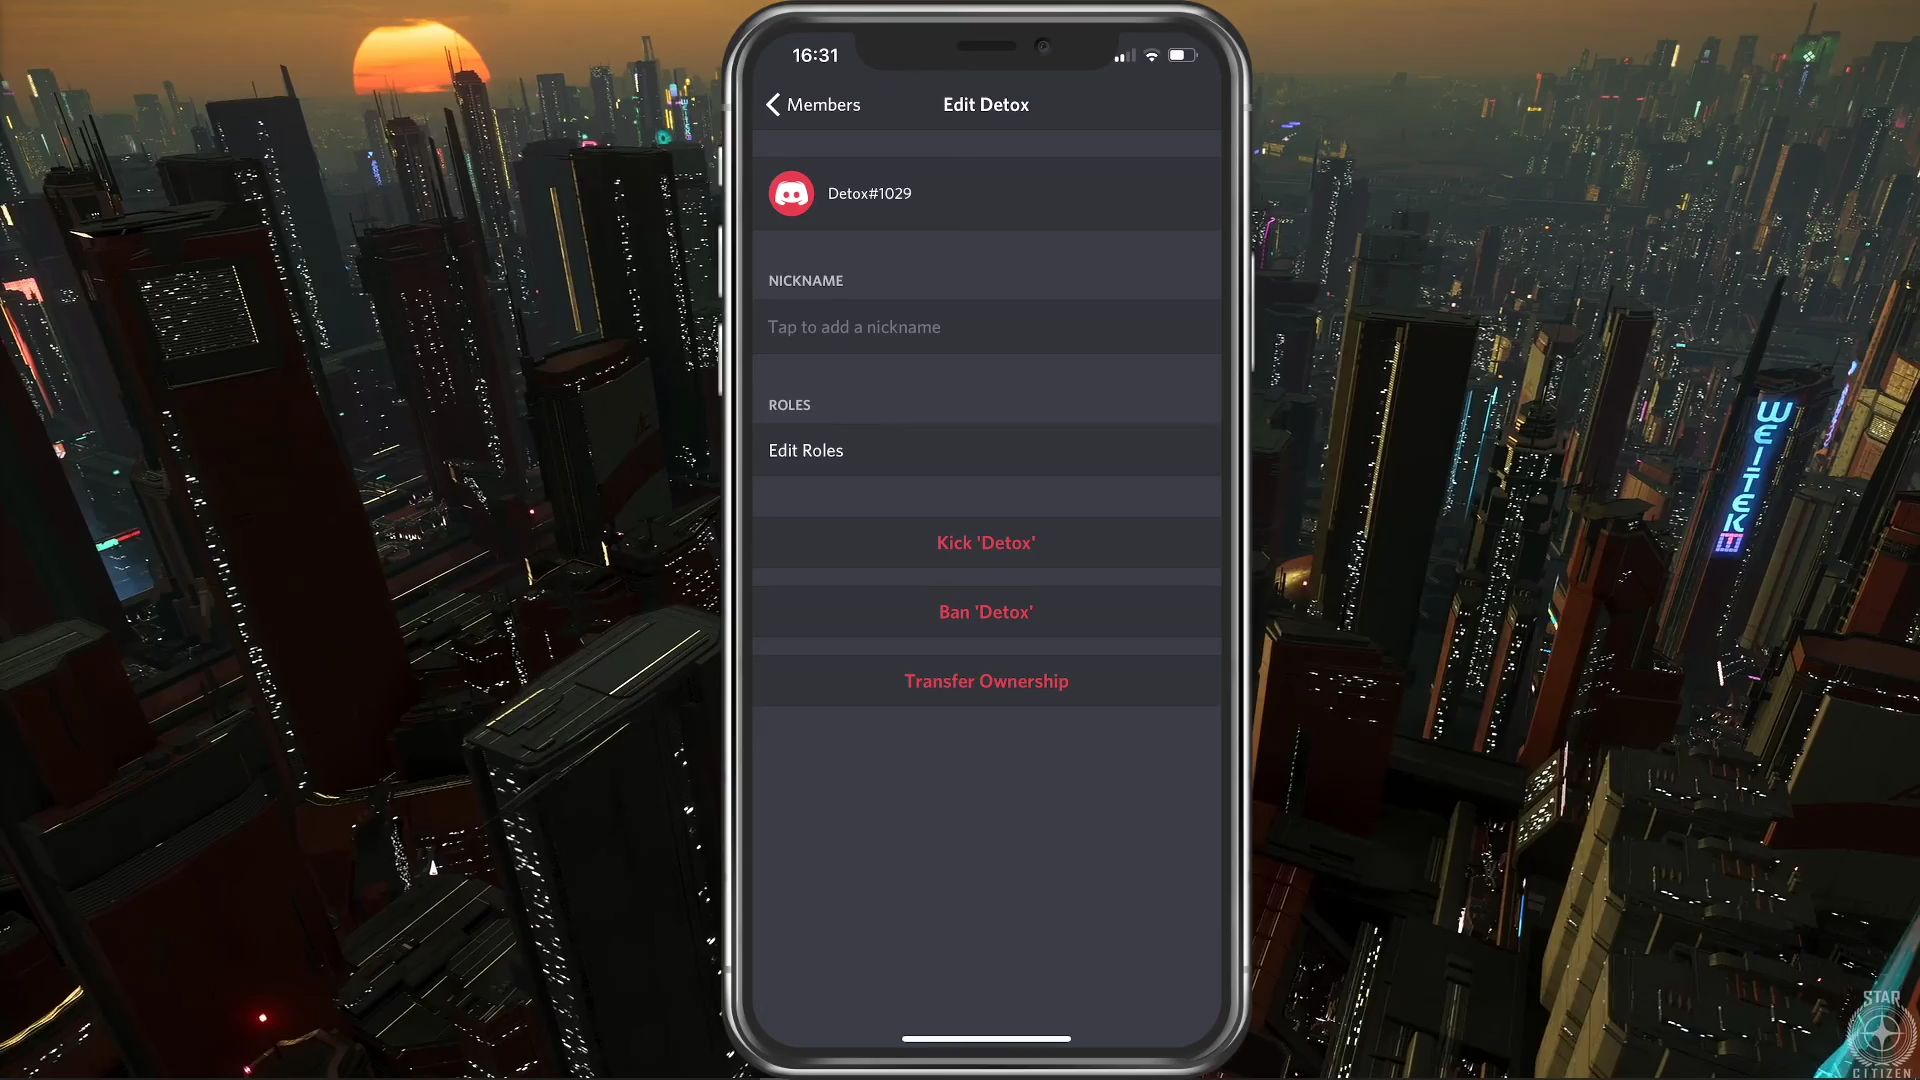 16:31
Members
Edit Detox
Detox#1029
NICKNAME
Tap to add a nickname
ROLES
Edit Roles
Kick 'Detox'
Ban 'Detox'
Transfer Ownership
WEITEK
STAR
CITIZEN